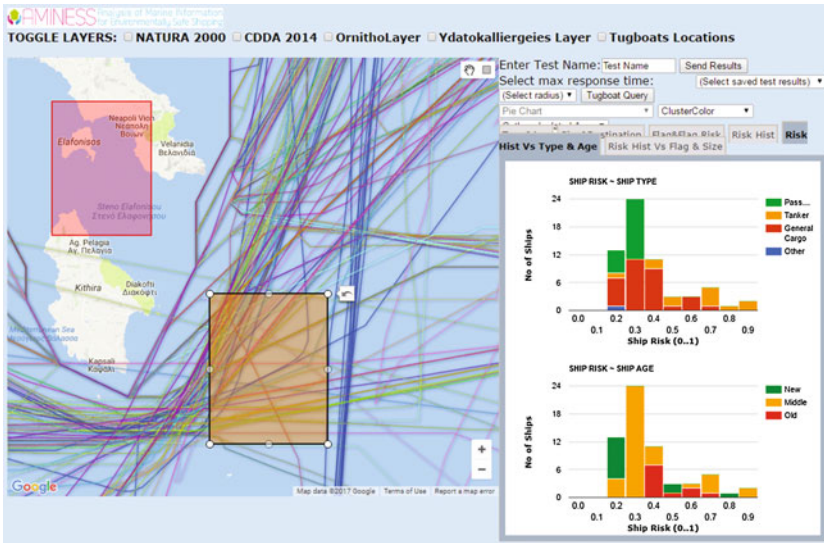 AMINESS Analysis of Marine Information
for Environmentally Safe Shipping
TOGGLE LAYERS: NATURA 2000 CDDA 2014 OrnithoLayer Ydatokalliergeies Layer Tugboats Locations
Enter Test Name: Test Name Send Results
Select max response time: (Select saved test results)
(Select radius) Tugboat Query
Pie Chart ClusterColor
Flag&Flag Risk Risk Hist Risk
Hist Vs Type & Age Risk Hist Vs Flag & Size
Neapoli Vion
Νεάπολη
Βοιών
Elafonisos
Velanidia
Βελανίδια
Steno Elafonisou
Στενό Ελαφονήσου
Ag. Pelagia
Αγ. Πελαγία
Kithira
Diakofti
Διακόφτι
Mediterranean Sea
Kapsali
Καψάλι
Google
Map data ©2017 Google Terms of Use Report a map error
+
−
SHIP RISK ~ SHIP TYPE
No of Ships
24
18
12
6
0
0.0 0.1 0.2 0.3 0.4 0.5 0.6 0.7 0.8 0.9
Ship Risk (0..1)
Pass...
Tanker
General
Cargo
Other
SHIP RISK ~ SHIP AGE
No of Ships
24
18
12
6
0
0.0 0.1 0.2 0.3 0.4 0.5 0.6 0.7 0.8 0.9
Ship Risk (0..1)
New
Middle
Old